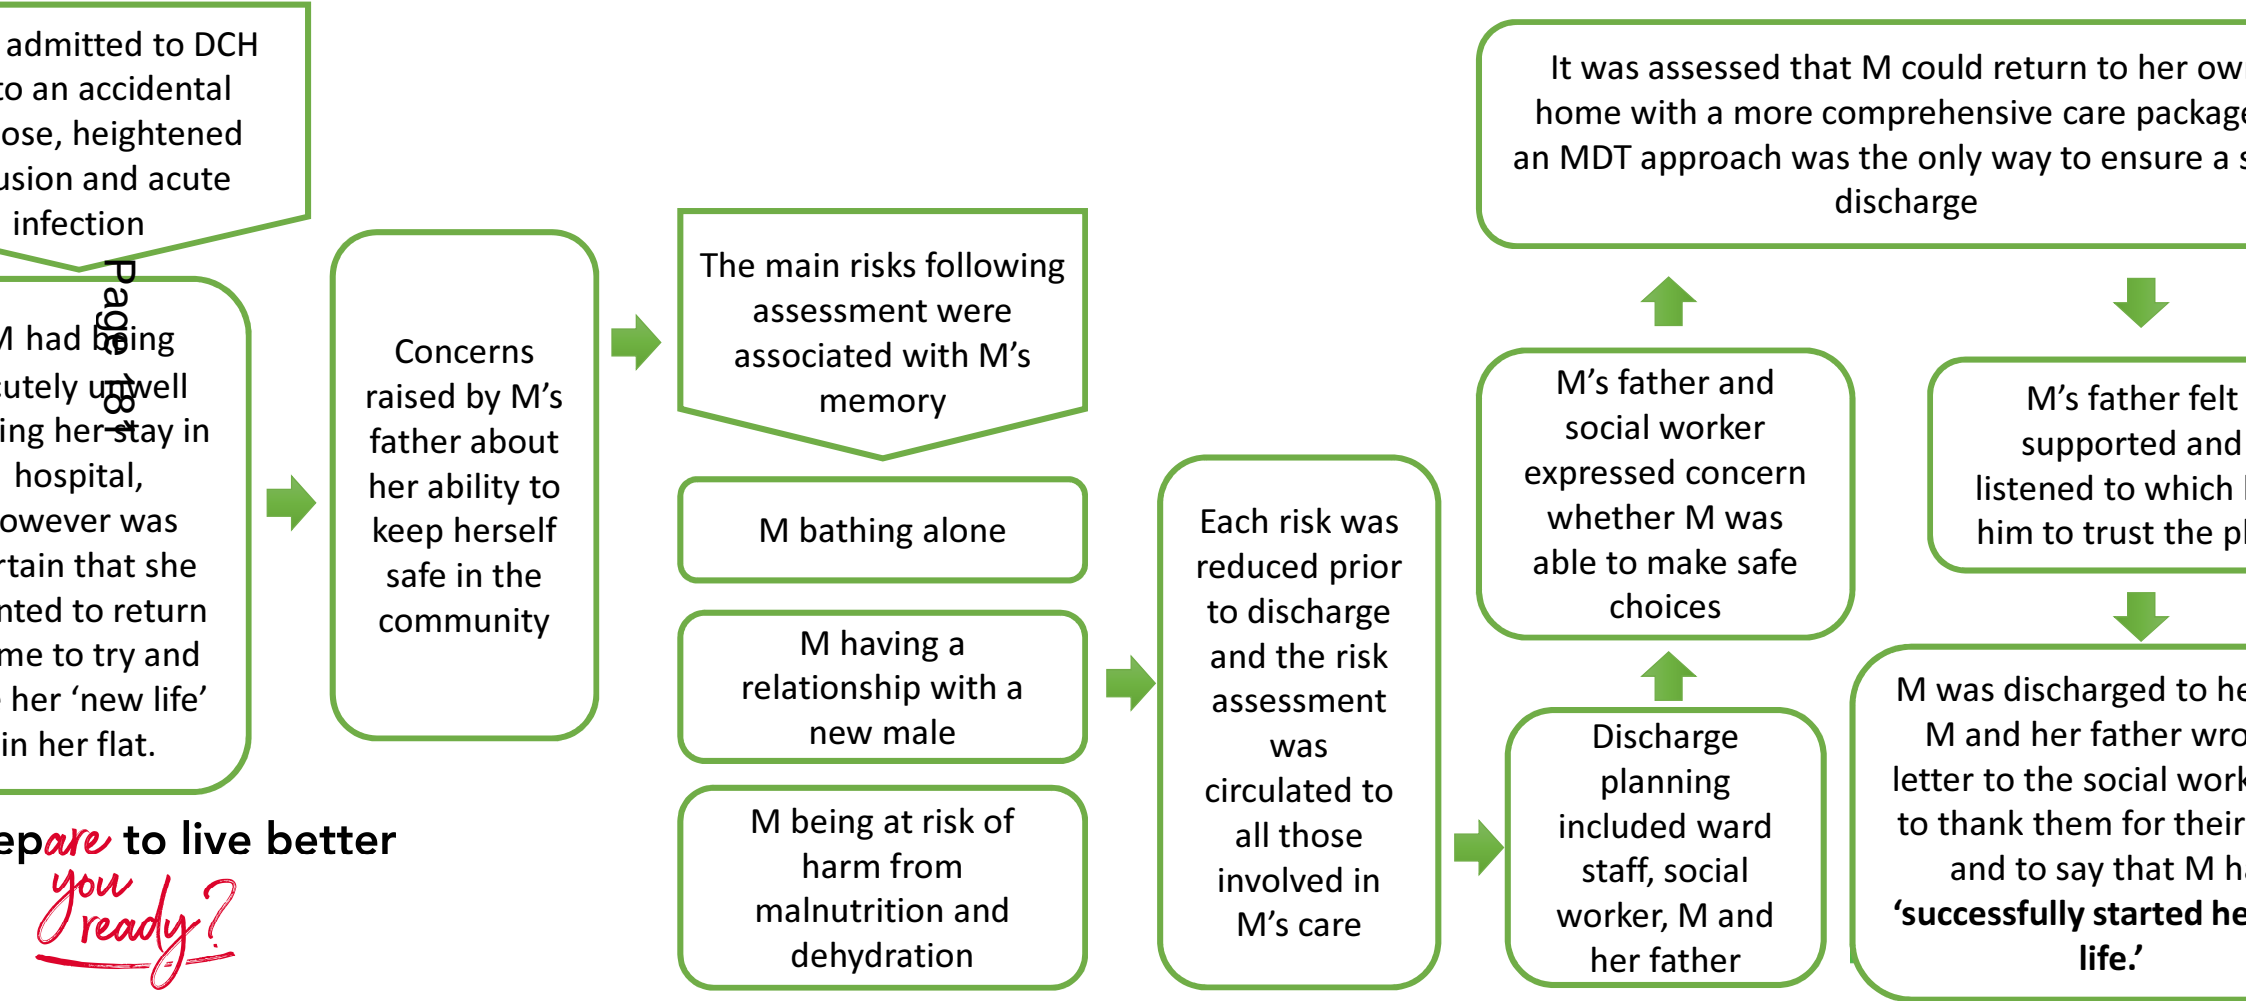 admitted to DCH
to an accidental
ose, heightened
usion and acute
infection
Page 181
M had being
cutely unwell
ing her stay in
hospital,
owever was
rtain that she
nted to return
me to try and
her ‘new life’
in her flat.
Concerns
raised by M’s
father about
her ability to
keep herself
safe in the
community
The main risks following
assessment were
associated with M’s
memory
M bathing alone
M having a
relationship with a
new male
M being at risk of
harm from
malnutrition and
dehydration
Each risk was
reduced prior
to discharge
and the risk
assessment
was
circulated to
all those
involved in
M’s care
Discharge
planning
included ward
staff, social
worker, M and
her father
M’s father and
social worker
expressed concern
whether M was
able to make safe
choices
It was assessed that M could return to her ow
home with a more comprehensive care package
an MDT approach was the only way to ensure a s
discharge
M’s father felt
supported and
listened to which
him to trust the pl
M was discharged to he
M and her father wro
letter to the social work
to thank them for their
and to say that M ha
‘successfully started he
life.’
epare to live better
you
ready?